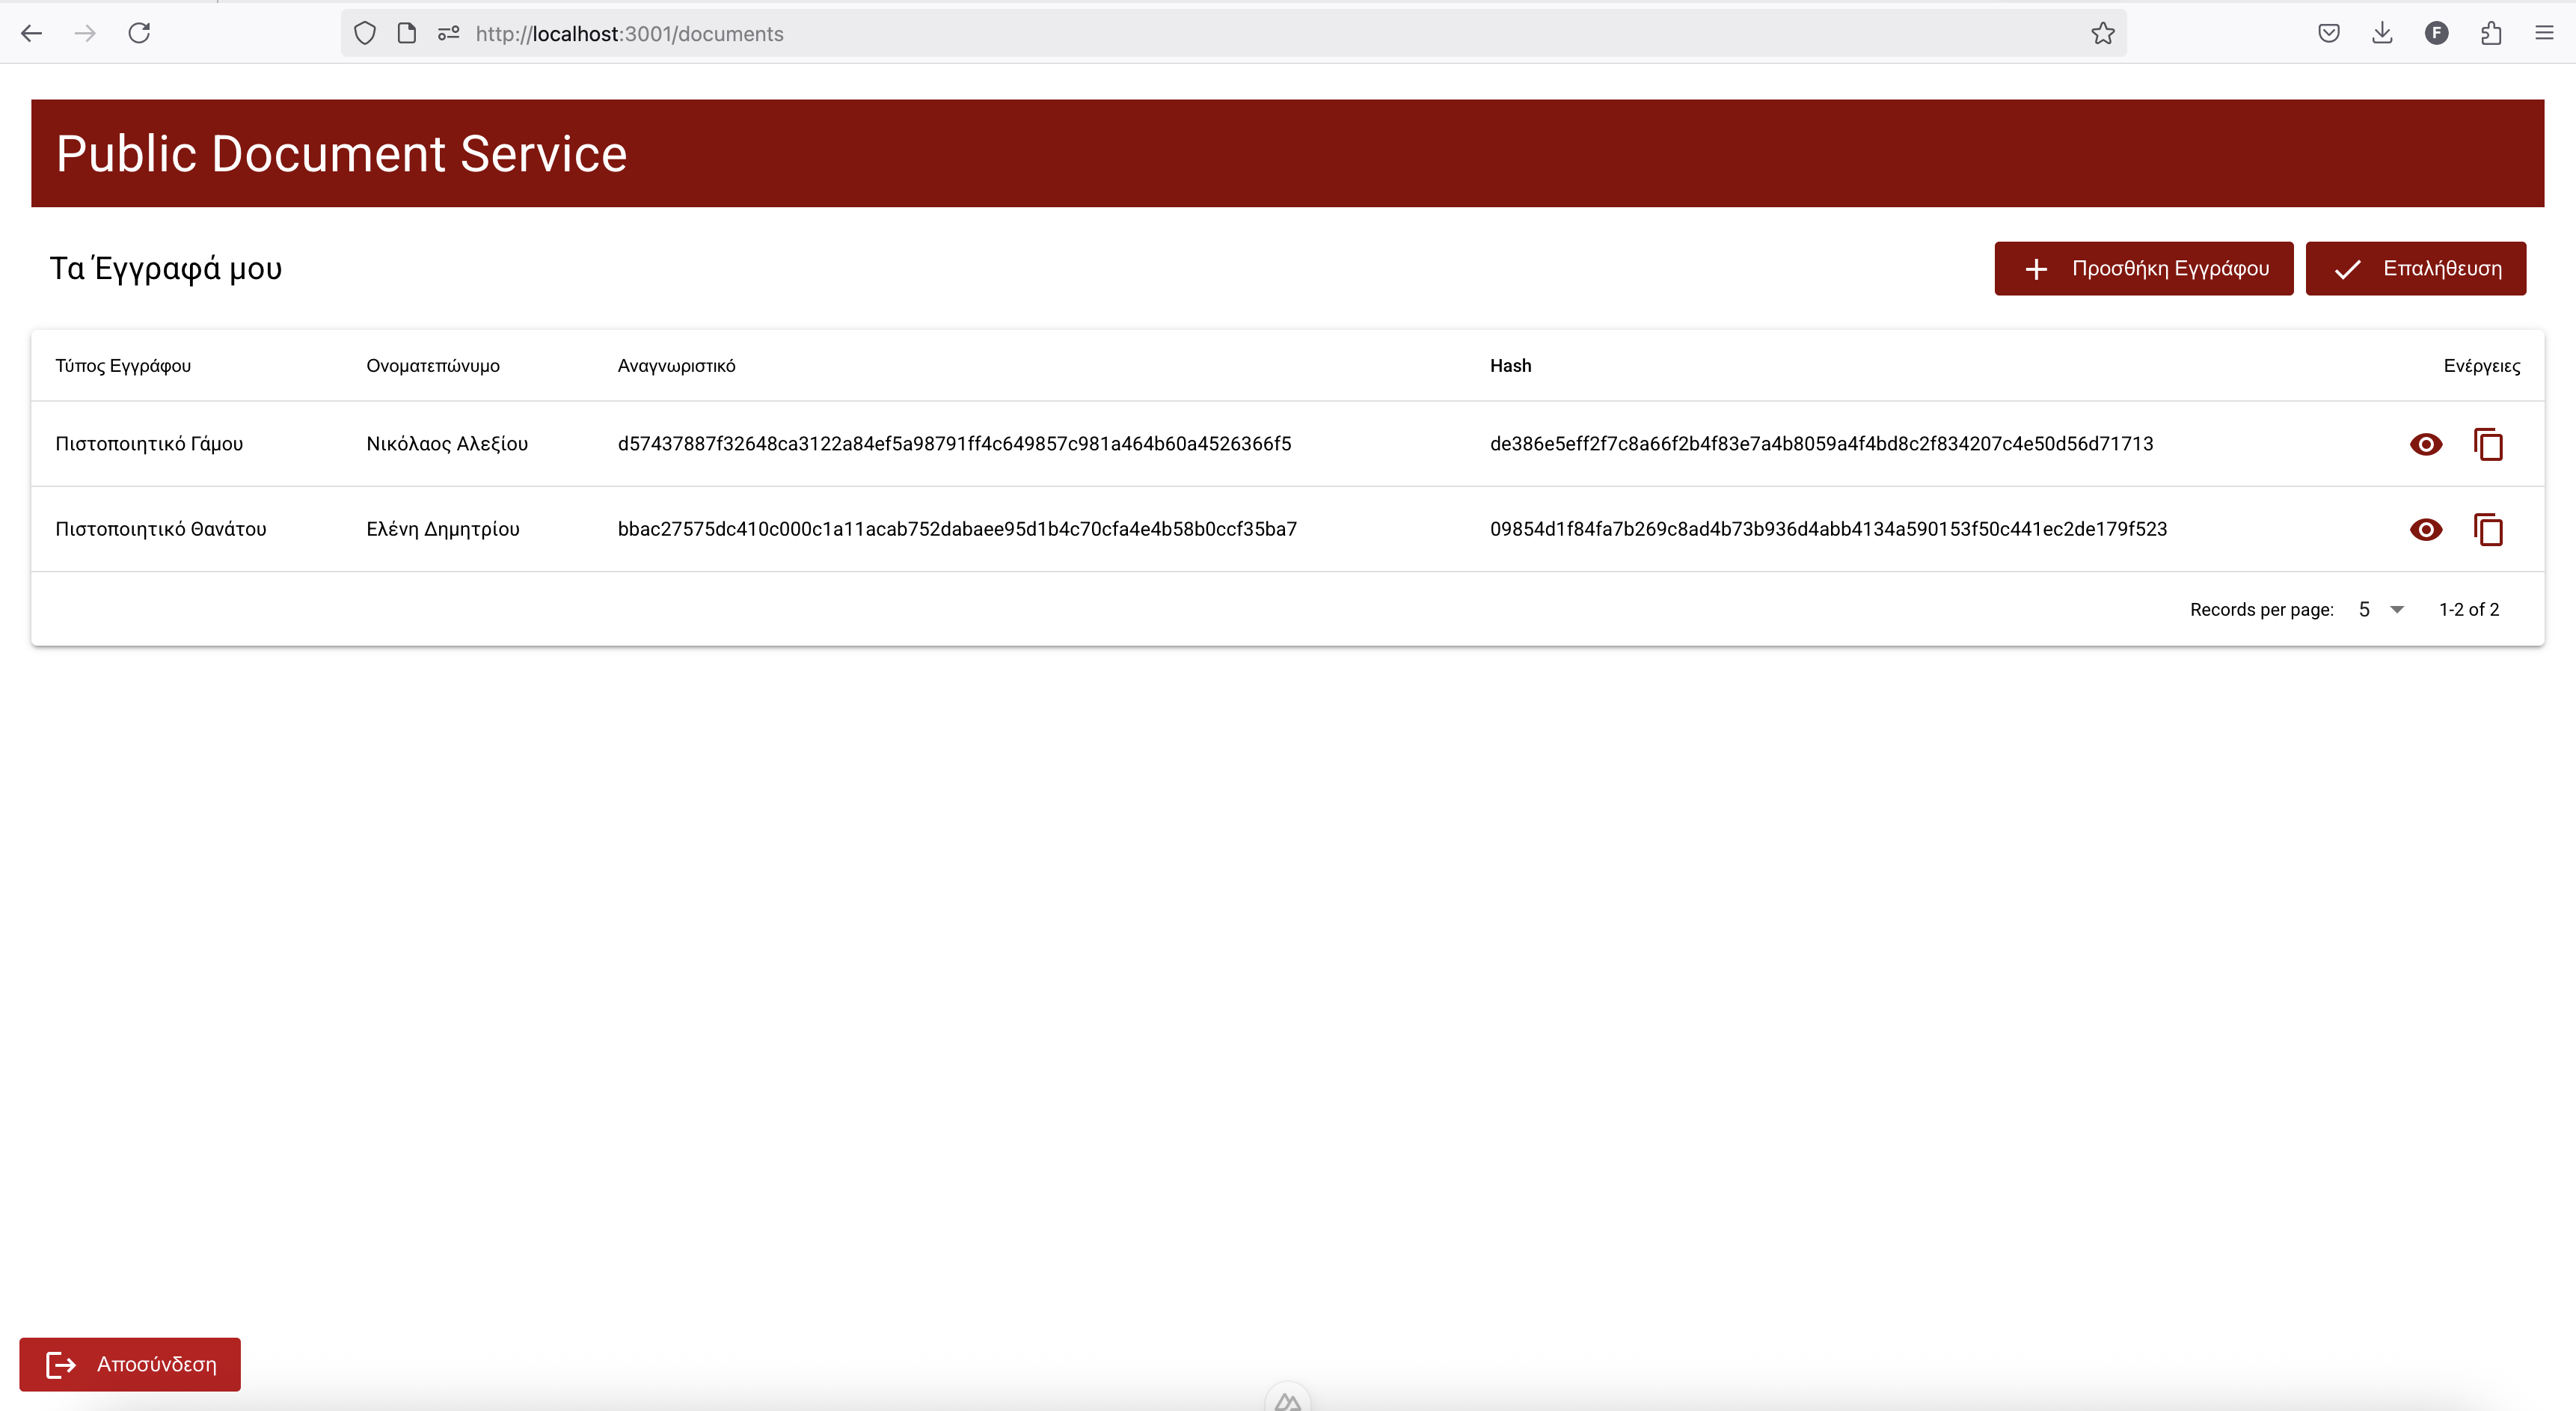 http://localhost:3001/documents
F
Public Document Service
Τα Έγγραφά μου
Προσθήκη Εγγράφου
Επαλήθευση
Τύπος Εγγράφου Ονοματεπώνυμο Αναγνωριστικό Hash Ενέργειες
Πιστοποιητικό Γάμου Νικόλαος Αλεξίου d57437887f32648ca3122a84ef5a98791ff4c649857c981a464b60a4526366f5 de386e5eff2f7c8a66f2b4f83e7a4b8059a4f4bd8c2f834207c4e50d56d71713
Πιστοποιητικό Θανάτου Ελένη Δημητρίου bbac27575dc410c000c1a11acab752dabaee95d1b4c70cfa4e4b58b0ccf35ba7 09854d1f84fa7b269c8ad4b73b936d4abb4134a590153f50c441ec2de179f523
Records per page: 5 1-2 of 2
Αποσύνδεση